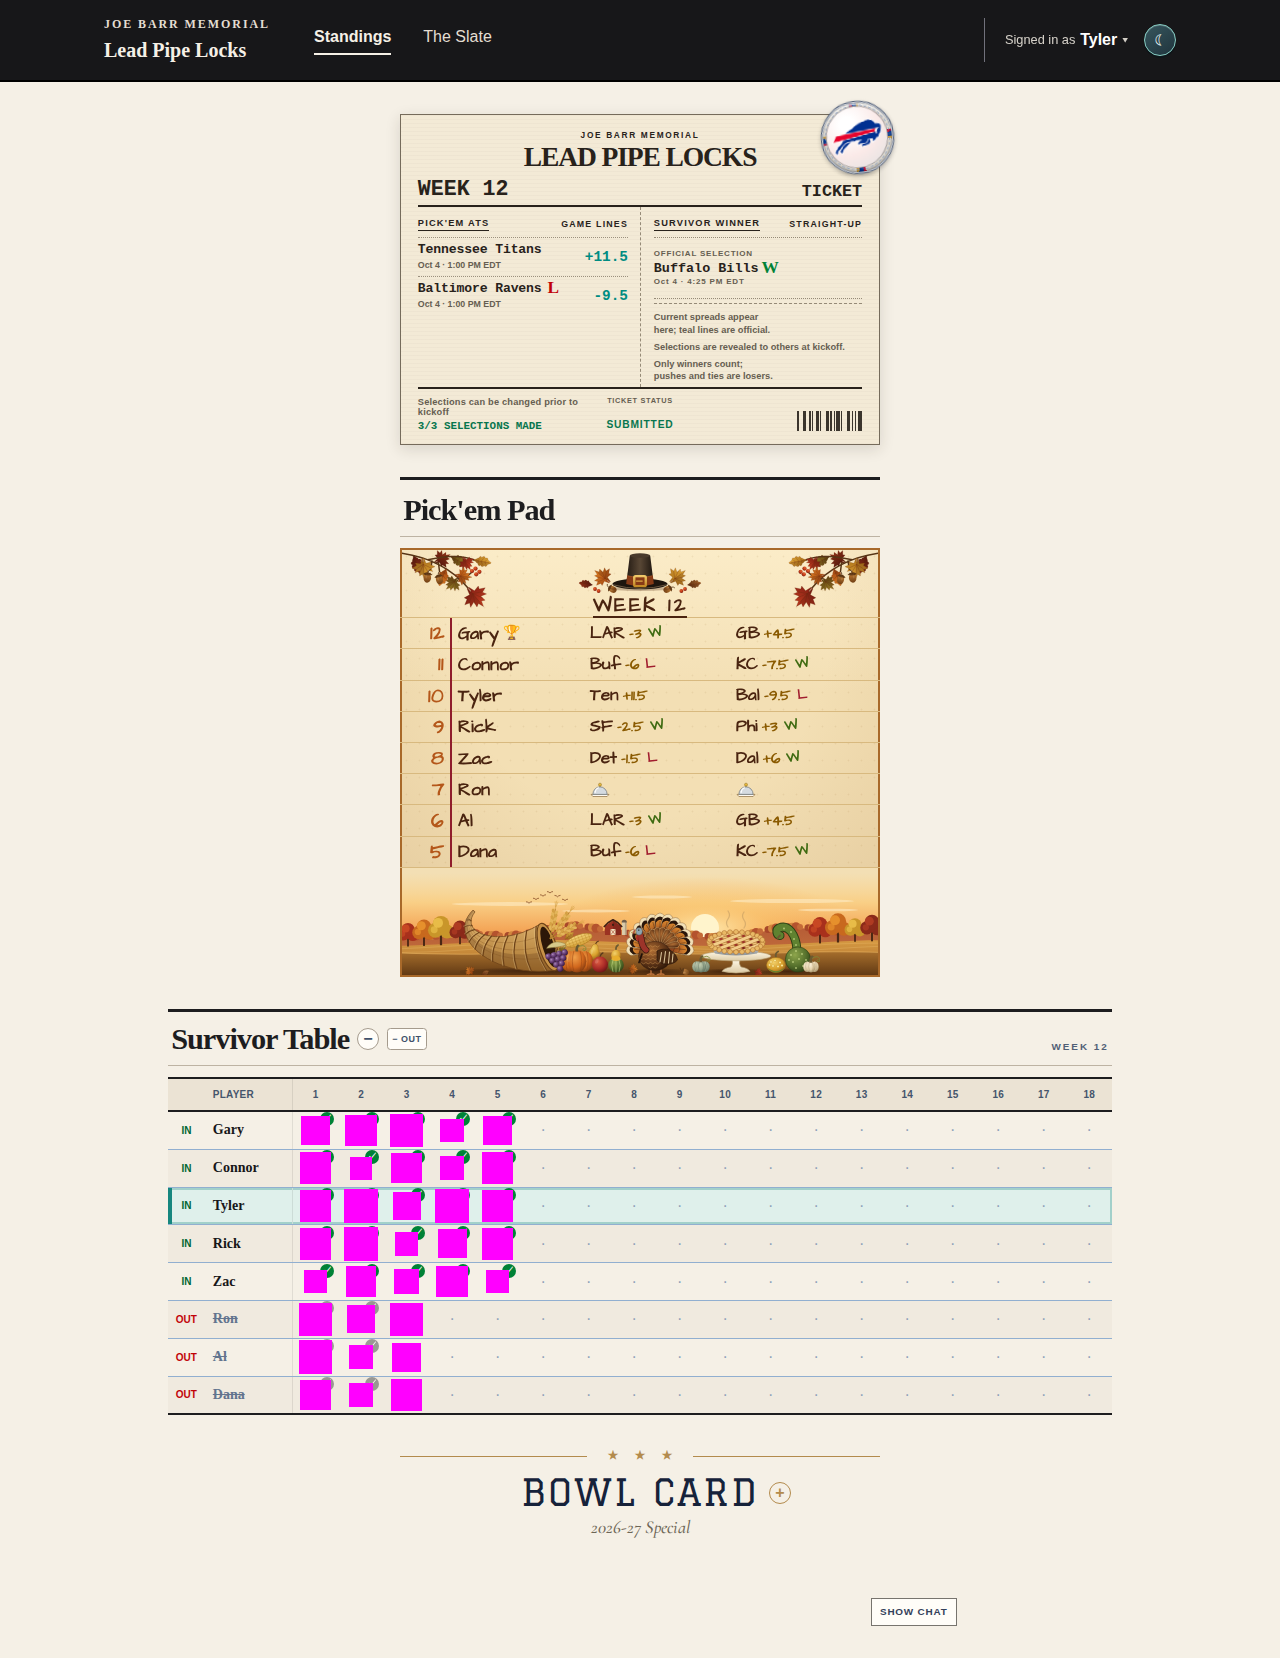 JOE BARR MEMORIAL
Lead Pipe Locks
Standings
The Slate
Signed in as Tyler ▾
JOE BARR MEMORIAL
LEAD PIPE LOCKS
WEEK 12
TICKET
PICK'EM ATS
GAME LINES
Tennessee Titans
+11.5
Oct 4 · 1:00 PM EDT
Baltimore Ravens L
-9.5
Oct 4 · 1:00 PM EDT
SURVIVOR WINNER
STRAIGHT-UP
OFFICIAL SELECTION
Buffalo Bills W
Oct 4 · 4:25 PM EDT
Current spreads appear
here; teal lines are official.
Selections are revealed to others at kickoff.
Only winners count;
pushes and ties are losers.
Selections can be changed prior to
kickoff
3/3 SELECTIONS MADE
TICKET STATUS
SUBMITTED
Pick'em Pad
WEEK 12
12 Gary 🏆 LAR -3 W GB +4.5
11 Connor Buf -6 L KC -7.5 W
10 Tyler Ten +11.5 Bal -9.5 L
9 Rick SF -2.5 W Phi +3 W
8 Zac Det -1.5 L Dal +6 W
7 Ron
6 Al LAR -3 W GB +4.5
5 Dana Buf -6 L KC -7.5 W
Survivor Table
− OUT
WEEK 12
PLAYER 1 2 3 4 5 6 7 8 9 10 11 12 13 14 15 16 17 18
IN Gary · · · · · · · · · · · · ·
IN Connor · · · · · · · · · · · · ·
IN Tyler · · · · · · · · · · · · ·
IN Rick · · · · · · · · · · · · ·
IN Zac · · · · · · · · · · · · ·
OUT Ron · · · · · · · · · · · · · · ·
OUT Al · · · · · · · · · · · · · · ·
OUT Dana · · · · · · · · · · · · · · ·
★ ★ ★
BOWL CARD +
2026-27 Special
SHOW CHAT